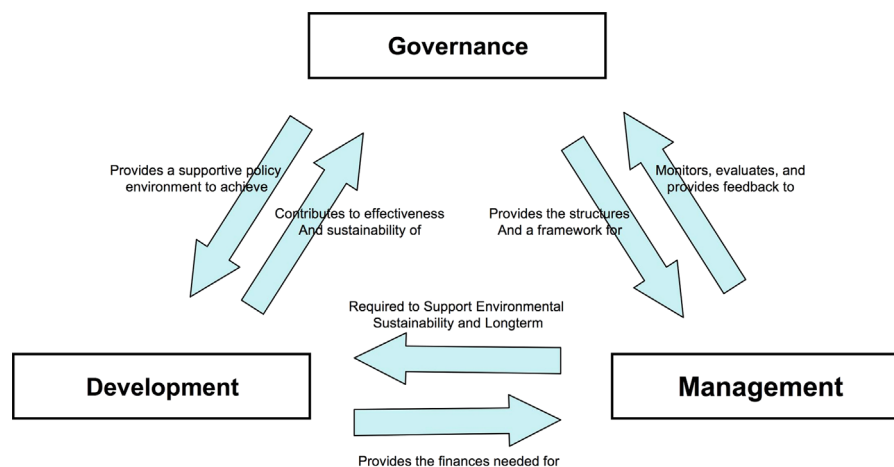 Governance
Provides a supportive policy
environment to achieve
Contributes to effectiveness
And sustainability of
Provides the structures
And a framework for
Monitors, evaluates, and
provides feedback to
Required to Support Environmental
Sustainability and Longterm
Development
Management
Provides the finances needed for